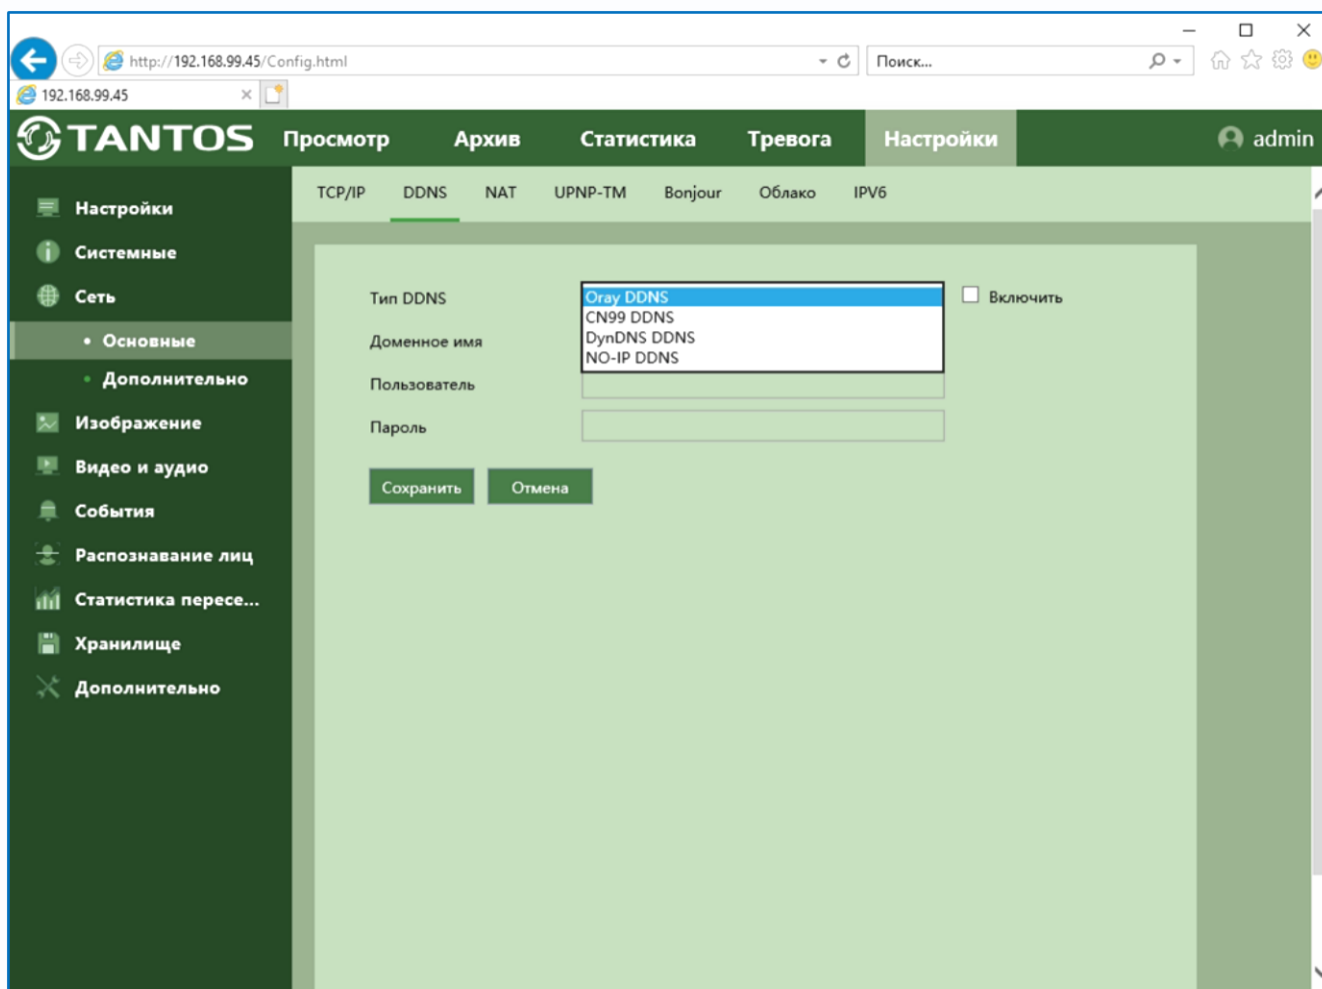 http://192.168.99.45/Config.html
Поиск...
192.168.99.45
TANTOS Просмотр Архив Статистика Тревога Настройки admin
TCP/IP DDNS NAT UPNP-TM Bonjour Облако IPV6
Настройки
Системные
Сеть
Основные
Дополнительно
Изображение
Видео и аудио
События
Распознавание лиц
Статистика пересе...
Хранилище
Дополнительно
Тип DDNS
Oray DDNS
CN99 DDNS
DynDNS DDNS
NO-IP DDNS
Включить
Доменное имя
Пользователь
Пароль
Сохранить Отмена